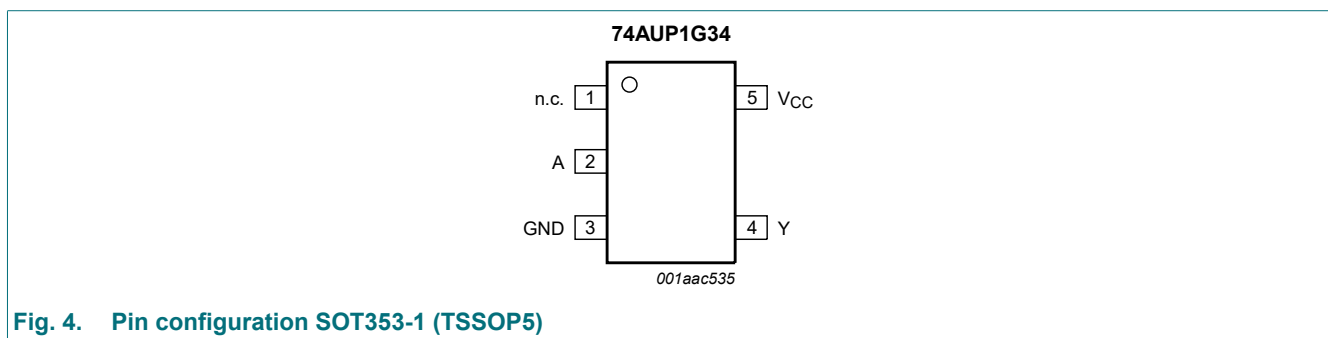 74AUP1G34
n.c. 1 5 VCC
A 2
GND 3 4 Y
001aac535
Fig. 4. Pin configuration SOT353-1 (TSSOP5)